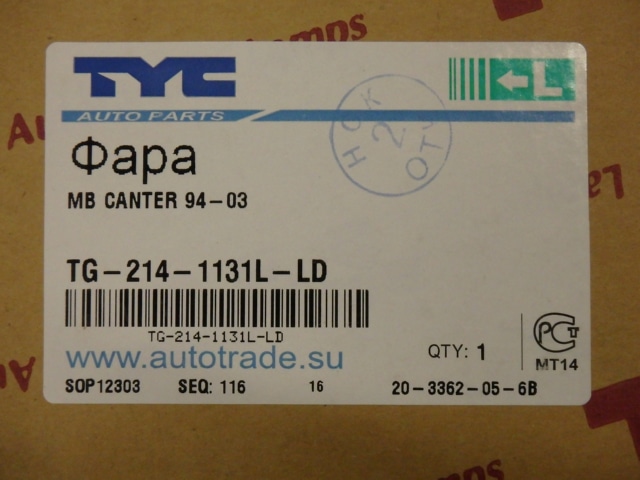 TYC
L
AUTO PARTS
Фара
MB CANTER 94-03
TG-214-1131L-LD
TG-214-1131L-LD
www.autotrade.su
QTY: 1
MT14
SOP12303 SEQ: 116 16 20-3362-05-6B